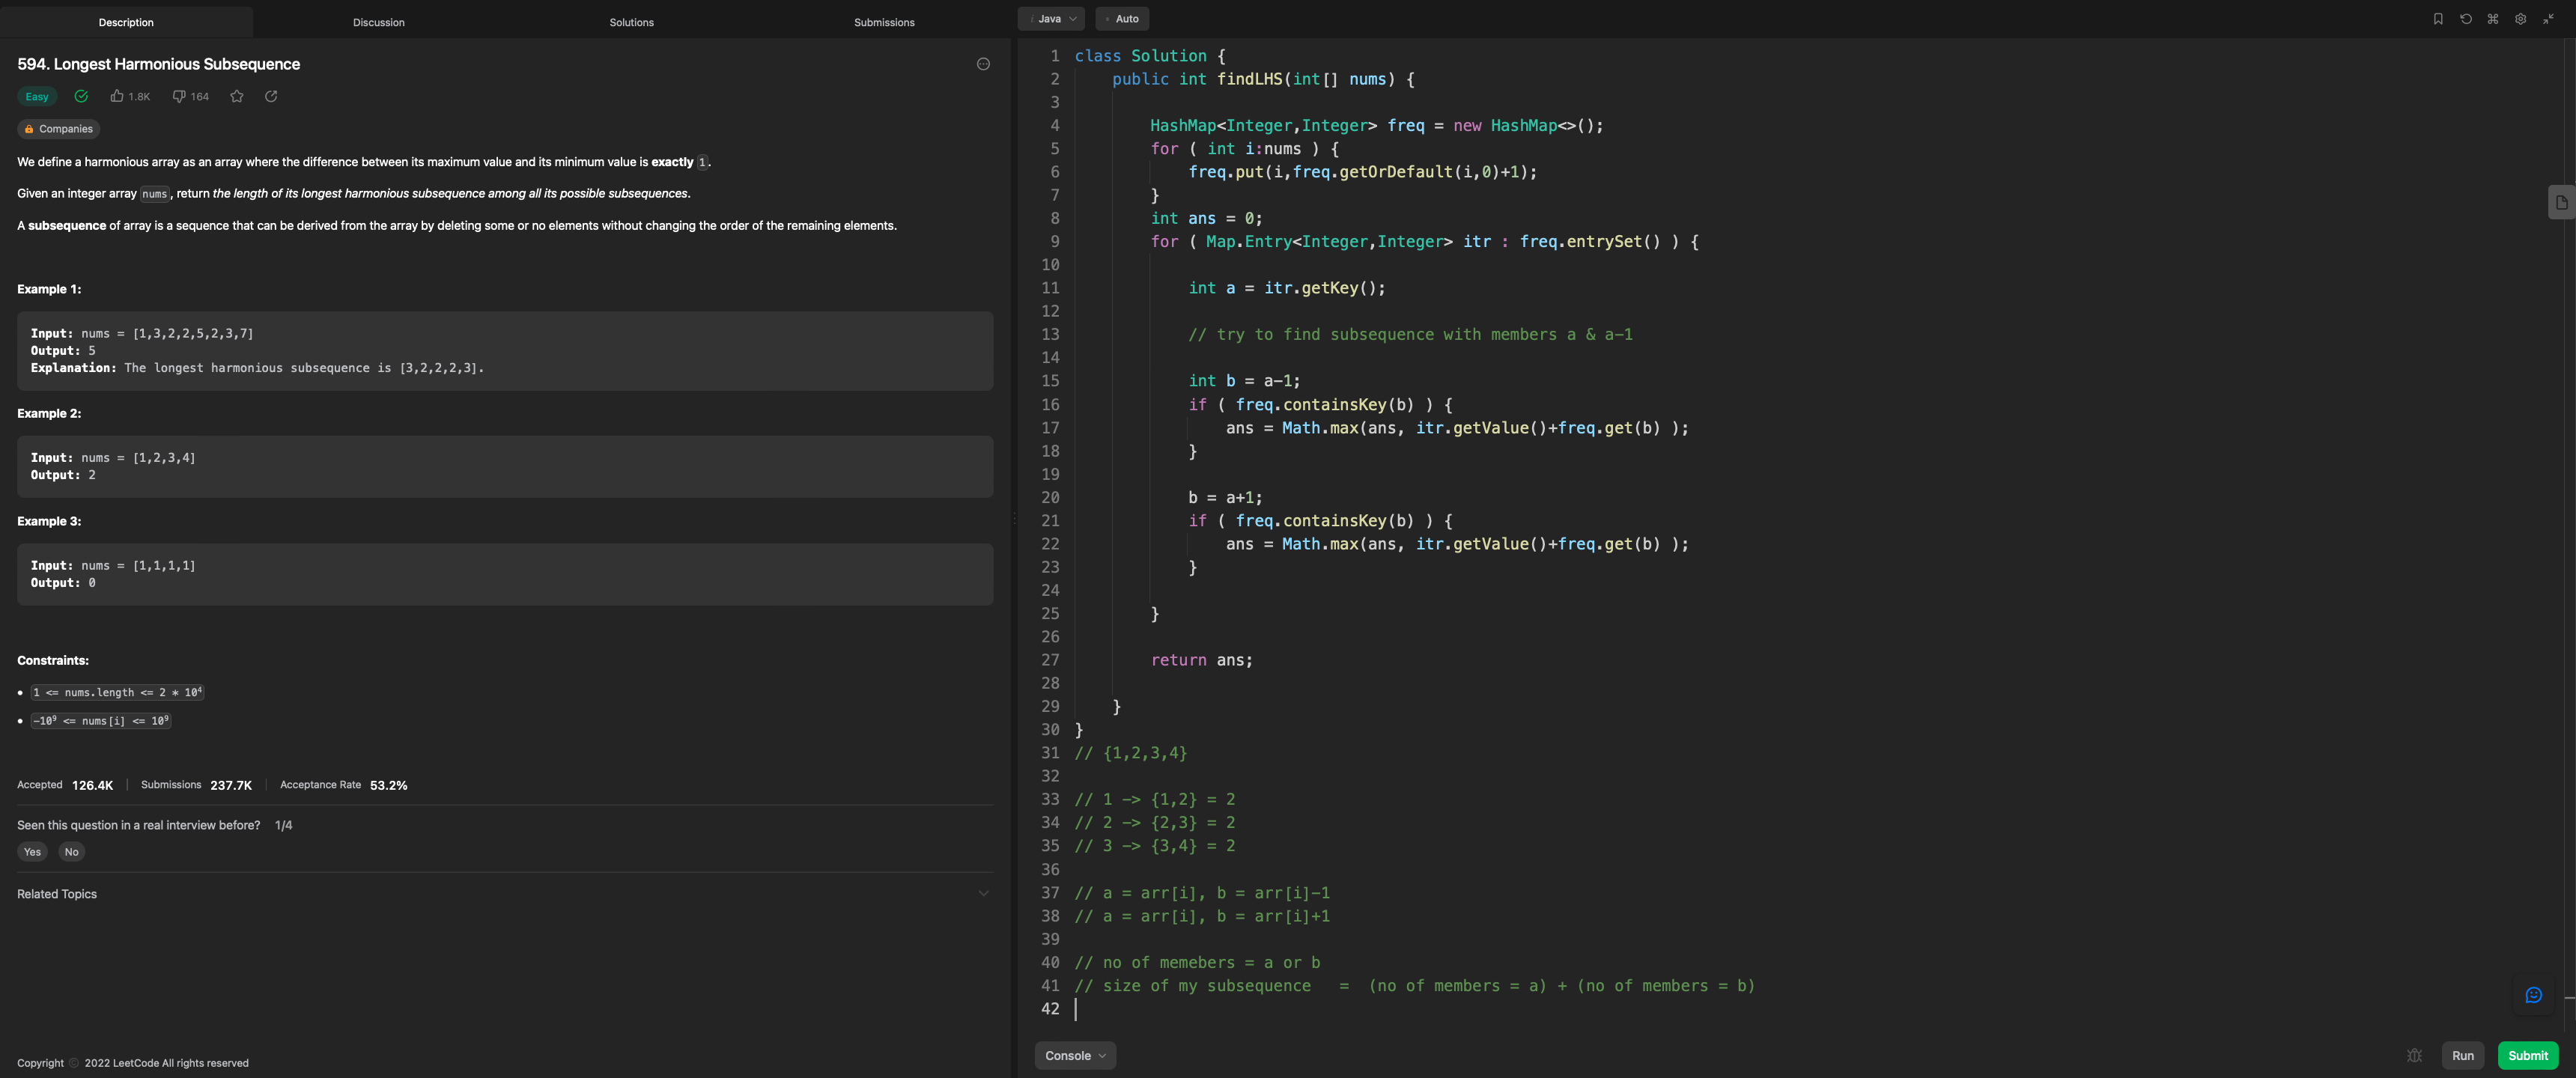 Description
Discussion
Solutions
Submissions
594. Longest Harmonious Subsequence
Easy
1.8K
164
Companies
We define a harmonious array as an array where the difference between its maximum value and its minimum value is exactly 1.
Given an integer array nums, return the length of its longest harmonious subsequence among all its possible subsequences.
A subsequence of array is a sequence that can be derived from the array by deleting some or no elements without changing the order of the remaining elements.
Example 1:
Input: nums = [1,3,2,2,5,2,3,7]
Output: 5
Explanation: The longest harmonious subsequence is [3,2,2,2,3].
Example 2:
Input: nums = [1,2,3,4]
Output: 2
Example 3:
Input: nums = [1,1,1,1]
Output: 0
Constraints:
• 1 <= nums.length <= 2 * 10⁴
• -10⁹ <= nums[i] <= 10⁹
Accepted 126.4K | Submissions 237.7K | Acceptance Rate 53.2%
Seen this question in a real interview before? 1/4
Yes No
Related Topics
Copyright © 2022 LeetCode All rights reserved
i Java
• Auto
1 class Solution {
2     public int findLHS(int[] nums) {
3
4         HashMap<Integer,Integer> freq = new HashMap<>();
5         for ( int i:nums ) {
6             freq.put(i,freq.getOrDefault(i,0)+1);
7         }
8         int ans = 0;
9         for ( Map.Entry<Integer,Integer> itr : freq.entrySet() ) {
10
11             int a = itr.getKey();
12
13             // try to find subsequence with members a & a-1
14
15             int b = a-1;
16             if ( freq.containsKey(b) ) {
17                 ans = Math.max(ans, itr.getValue()+freq.get(b) );
18             }
19
20             b = a+1;
21             if ( freq.containsKey(b) ) {
22                 ans = Math.max(ans, itr.getValue()+freq.get(b) );
23             }
24
25         }
26
27         return ans;
28
29     }
30 }
31 // {1,2,3,4}
32
33 // 1 -> {1,2} = 2
34 // 2 -> {2,3} = 2
35 // 3 -> {3,4} = 2
36
37 // a = arr[i], b = arr[i]-1
38 // a = arr[i], b = arr[i]+1
39
40 // no of memebers = a or b
41 // size of my subsequence   =  (no of members = a) + (no of members = b)
42
Console
Run
Submit